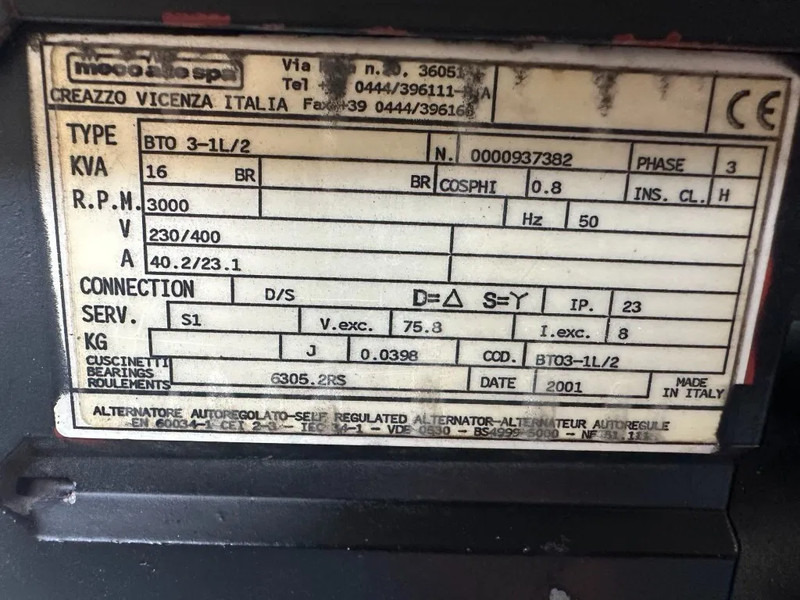 mecc alte spa
Via n.20, 36051
Tel 0444/396111
CREAZZO VICENZA ITALIA Fax +39 0444/396166
CE
TYPE BTO 3-1L/2 N. 0000937382 PHASE 3
KVA 16 BR BR COSPHI 0.8 INS. CL. H
R.P.M. 3000 Hz 50
V 230/400
A 40.2/23.1
CONNECTION D/S D=△ S=Y IP. 23
SERV. S1 V.exc. 75.8 I.exc. 8
KG J 0.0398 COD. BTO3-1L/2
CUSCINETTI
BEARINGS
ROULEMENTS
6305.2RS DATE 2001
MADE
IN ITALY
ALTERNATORE AUTOREGOLATO-SELF REGULATED ALTERNATOR-ALTERNATEUR AUTOREGULE
EN 60034-1 CEI 2-3 - IEC 34-1 - VDE 0530 - BS4999-5000 - NF 51.111